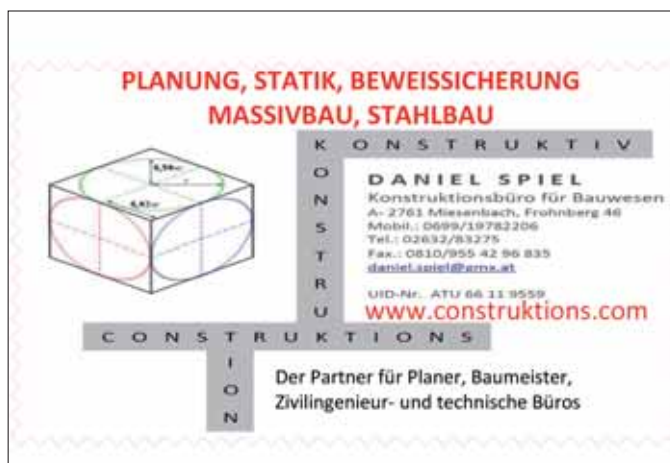 PLANUNG, STATIK, BEWEISSICHERUNG
MASSIVBAU, STAHLBAU
KONSTRUKTIV
KONSTRUK
DANIEL SPIEL
Konstruktionsbüro für Bauwesen
A- 2761 Miesenbach, Frohnberg 46
Mobil.: 0699/19782206
Tel.: 02632/83275
Fax.: 0810/955 42 96 835
daniel.spiel@gmx.at
UID-Nr. ATU 66 11 9559
www.construktions.com
CONSTRUKTIONS
TION
Der Partner für Planer, Baumeister,
Zivilingenieur- und technische Büros